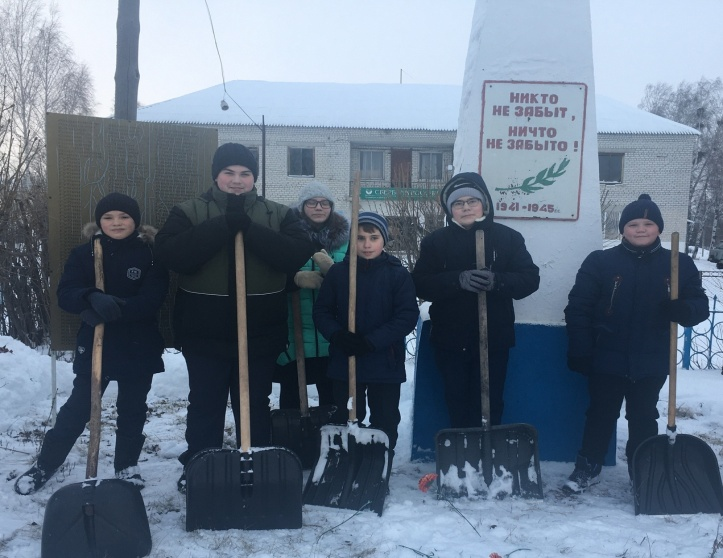 НИКТО
НЕ ЗАБЫТ,
НИЧТО
НЕ ЗАБЫТО!
1941-1945гг.